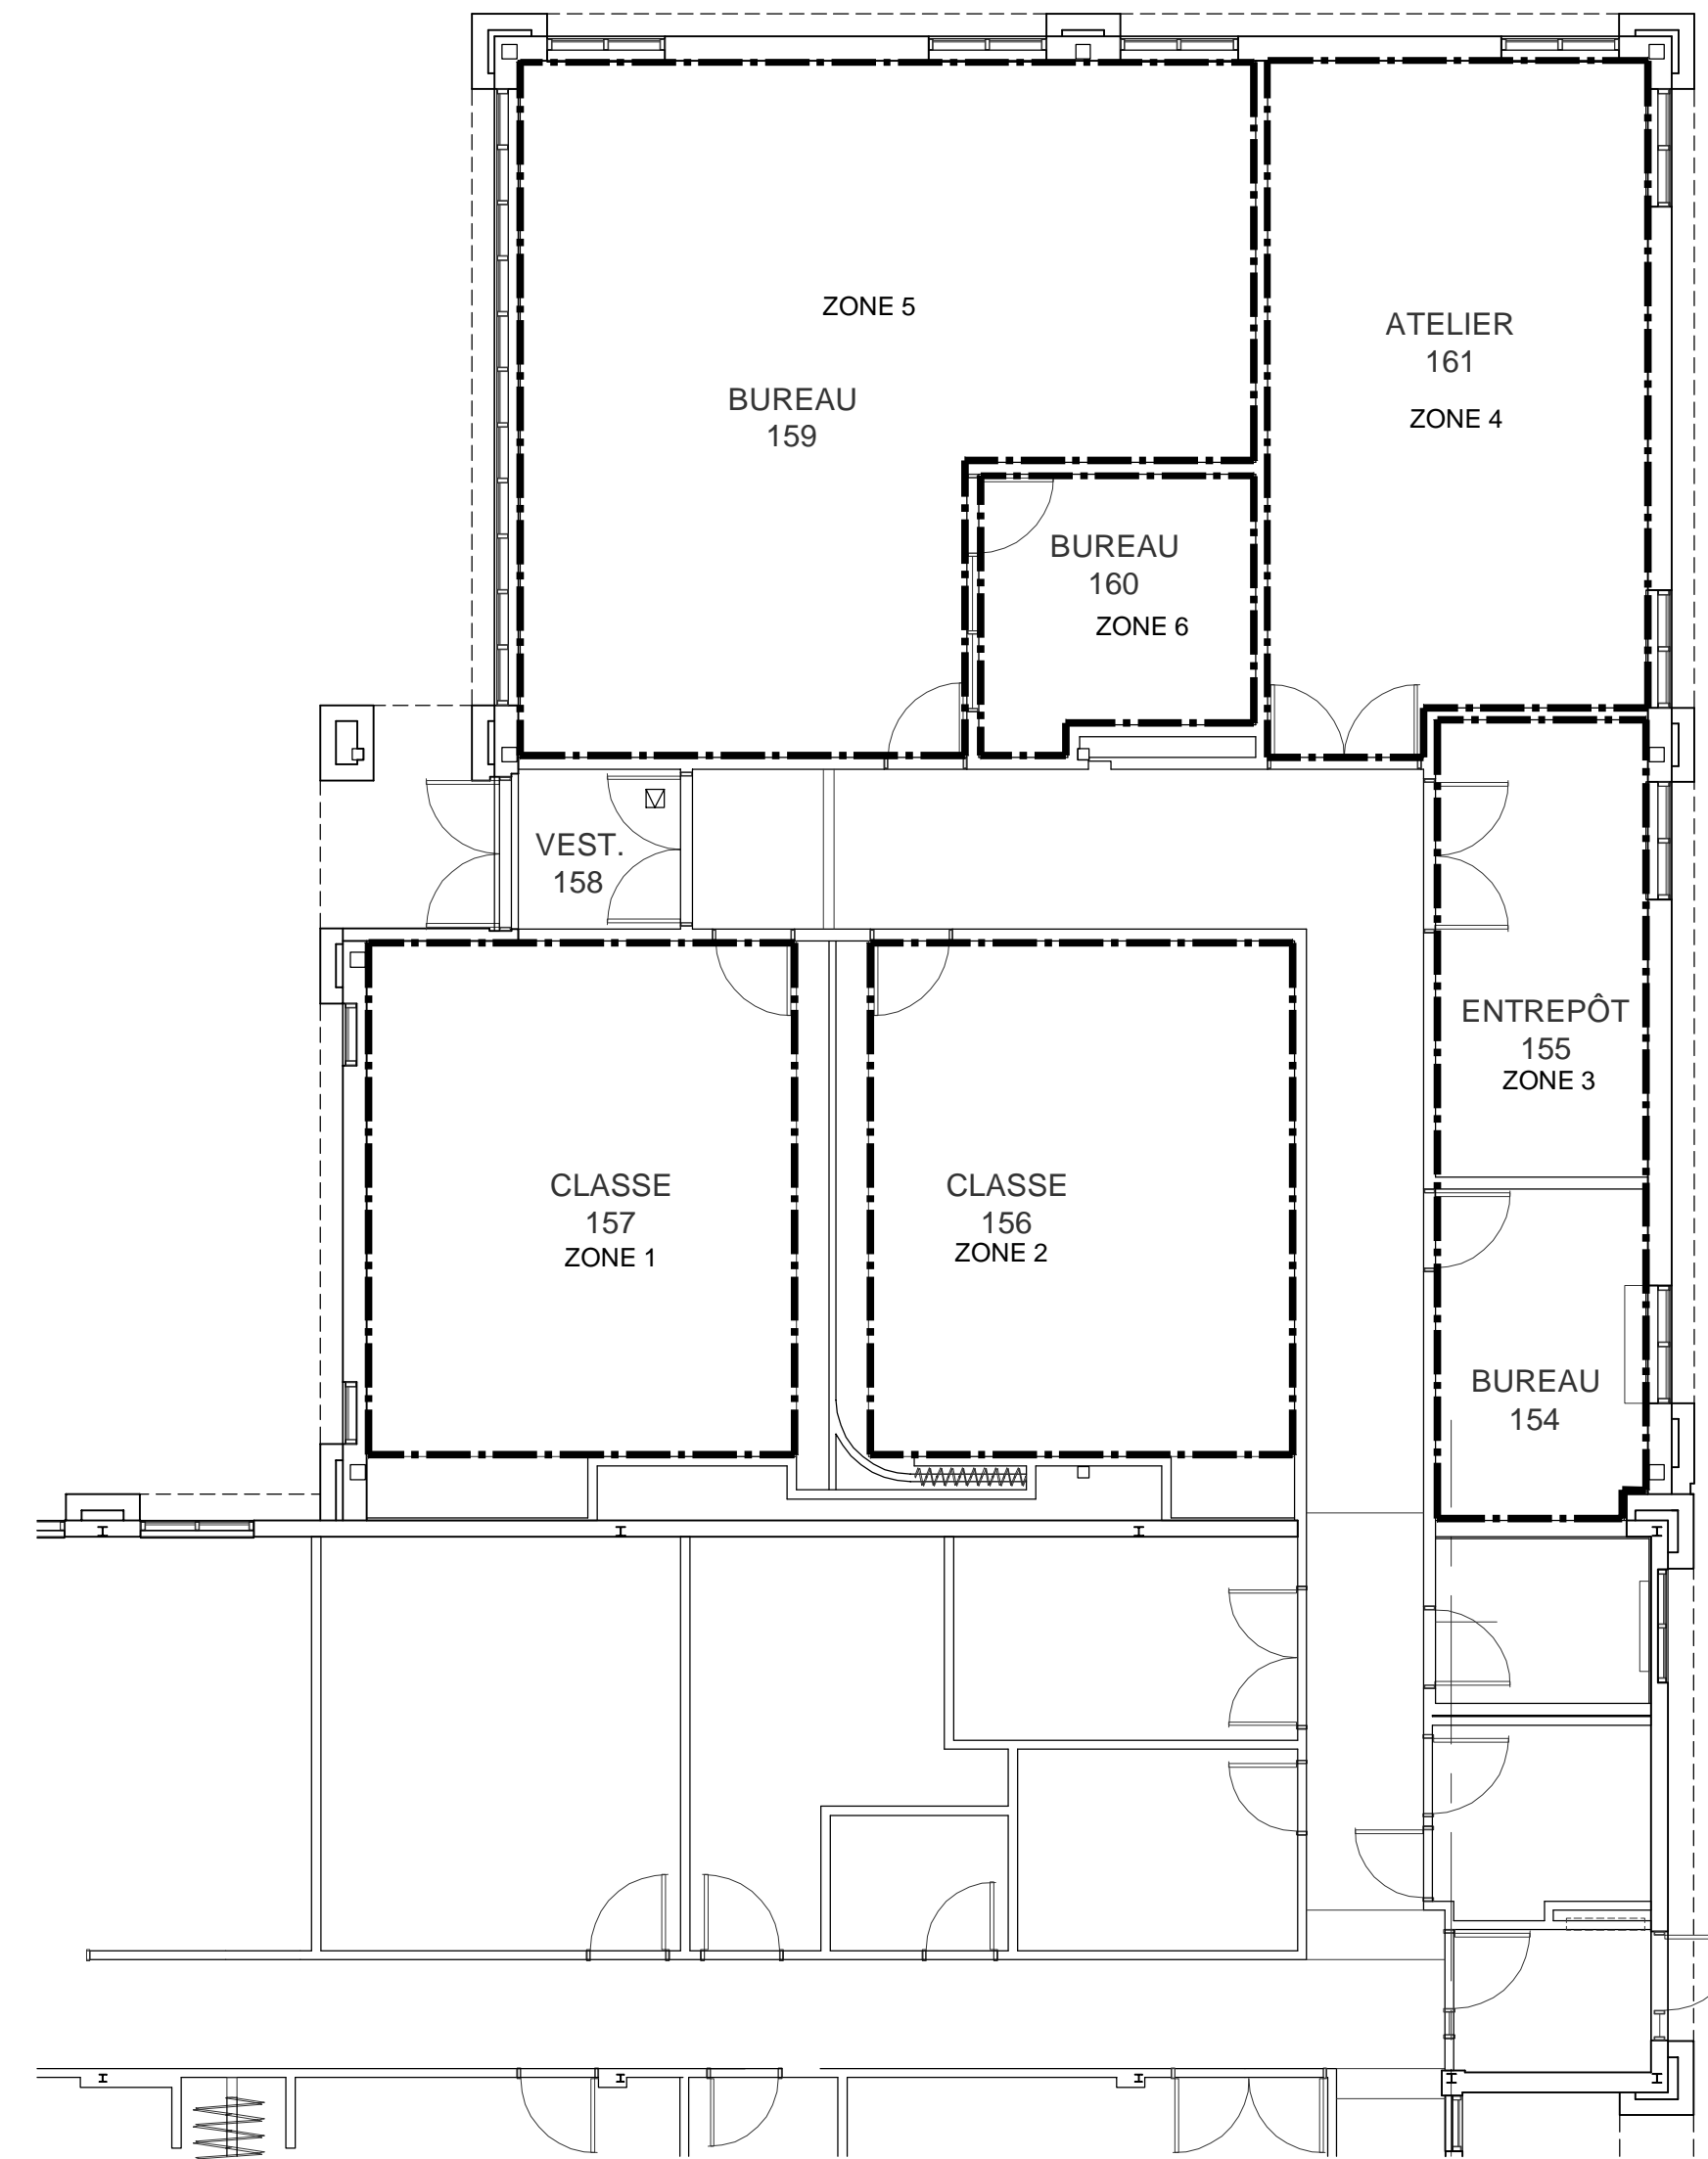 ZONE 5
BUREAU
159
ATELIER
161
ZONE 4
BUREAU
160
ZONE 6
VEST.
158
ENTREPÔT
155
ZONE 3
CLASSE
157
ZONE 1
CLASSE
156
ZONE 2
BUREAU
154